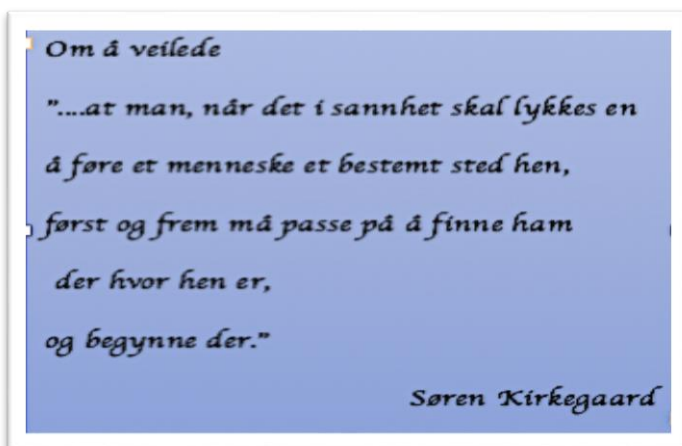 Om å veilede
"....at man, når det i sannhet skal lykkes en
å føre et menneske et bestemt sted hen,
først og frem må passe på å finne ham
der hvor hen er,
og begynne der."
Søren Kirkegaard